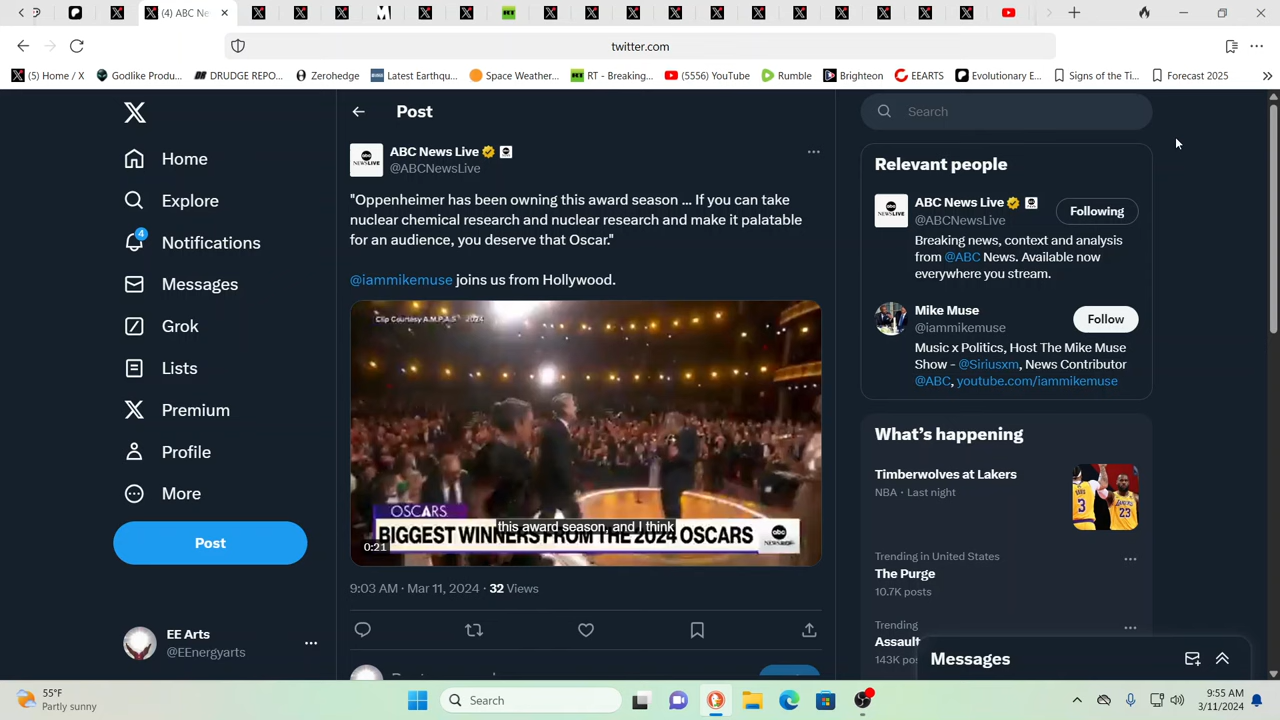 (4) ABC Ne
twitter.com
(5) Home / X
Godlike Produ...
DRUDGE REPO...
Zerohedge
Latest Earthqu...
Space Weather...
RT - Breaking...
(5556) YouTube
Rumble
Brighteon
EEARTS
Evolutionary E...
Signs of the Ti...
Forecast 2025
Home
Explore
4
Notifications
Messages
Grok
Lists
Premium
Profile
More
Post
EE Arts
@EEnergyarts
Post
ABC News Live
@ABCNewsLive
"Oppenheimer has been owning this award season ... If you can take
nuclear chemical research and nuclear research and make it palatable
for an audience, you deserve that Oscar."
@iammikemuse joins us from Hollywood.
Clip Courtesy A.M.P.A.S. 2024
OSCARS
this award season, and I think
BIGGEST WINNERS FROM THE 2024 OSCARS
abc
0:21
9:03 AM · Mar 11, 2024 · 32 Views
Search
Relevant people
ABC News Live
@ABCNewsLive
Following
Breaking news, context and analysis
from @ABC News. Available now
everywhere you stream.
Mike Muse
@iammikemuse
Follow
Music x Politics, Host The Mike Muse
Show - @Siriusxm, News Contributor
@ABC, youtube.com/iammikemuse
What's happening
Timberwolves at Lakers
NBA · Last night
Trending in United States
The Purge
10.7K posts
Trending
Assault
143K pos
Messages
55°F
Partly sunny
Search
9:55 AM
3/11/2024